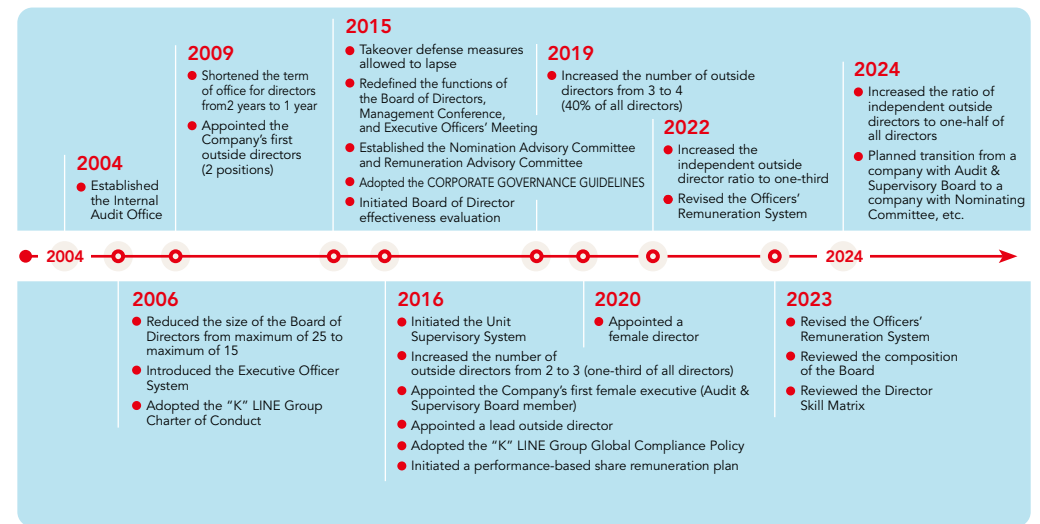 2004
Established
the Internal
Audit Office
2009
Shortened the term
of office for directors
from2 years to 1 year
Appointed the
Company's first
outside directors
(2 positions)
2015
Takeover defense measures
allowed to lapse
Redefined the functions of
the Board of Directors,
Management Conference,
and Executive Officers' Meeting
Established the Nomination Advisory Committee
and Remuneration Advisory Committee
Adopted the CORPORATE GOVERNANCE GUIDELINES
Initiated Board of Director
effectiveness evaluation
2019
Increased the number of outside
directors from 3 to 4
(40% of all directors)
2022
Increased the
independent outside
director ratio to one-third
Revised the Officers'
Remuneration System
2024
Increased the ratio of
independent outside
directors to one-half of
all directors
Planned transition from a
company with Audit &
Supervisory Board to a
company with Nominating
Committee, etc.
2004
2024
2006
Reduced the size of the Board of
Directors from maximum of 25 to
maximum of 15
Introduced the Executive Officer
System
Adopted the “K” LINE Group
Charter of Conduct
2016
Initiated the Unit
Supervisory System
Increased the number of
outside directors from 2 to 3 (one-third of all directors)
Appointed the Company's first female executive (Audit &
Supervisory Board member)
Appointed a lead outside director
Adopted the “K” LINE Group Global Compliance Policy
Initiated a performance-based share remuneration plan
2020
Appointed a
female director
2023
Revised the Officers'
Remuneration System
Reviewed the composition
of the Board
Reviewed the Director
Skill Matrix